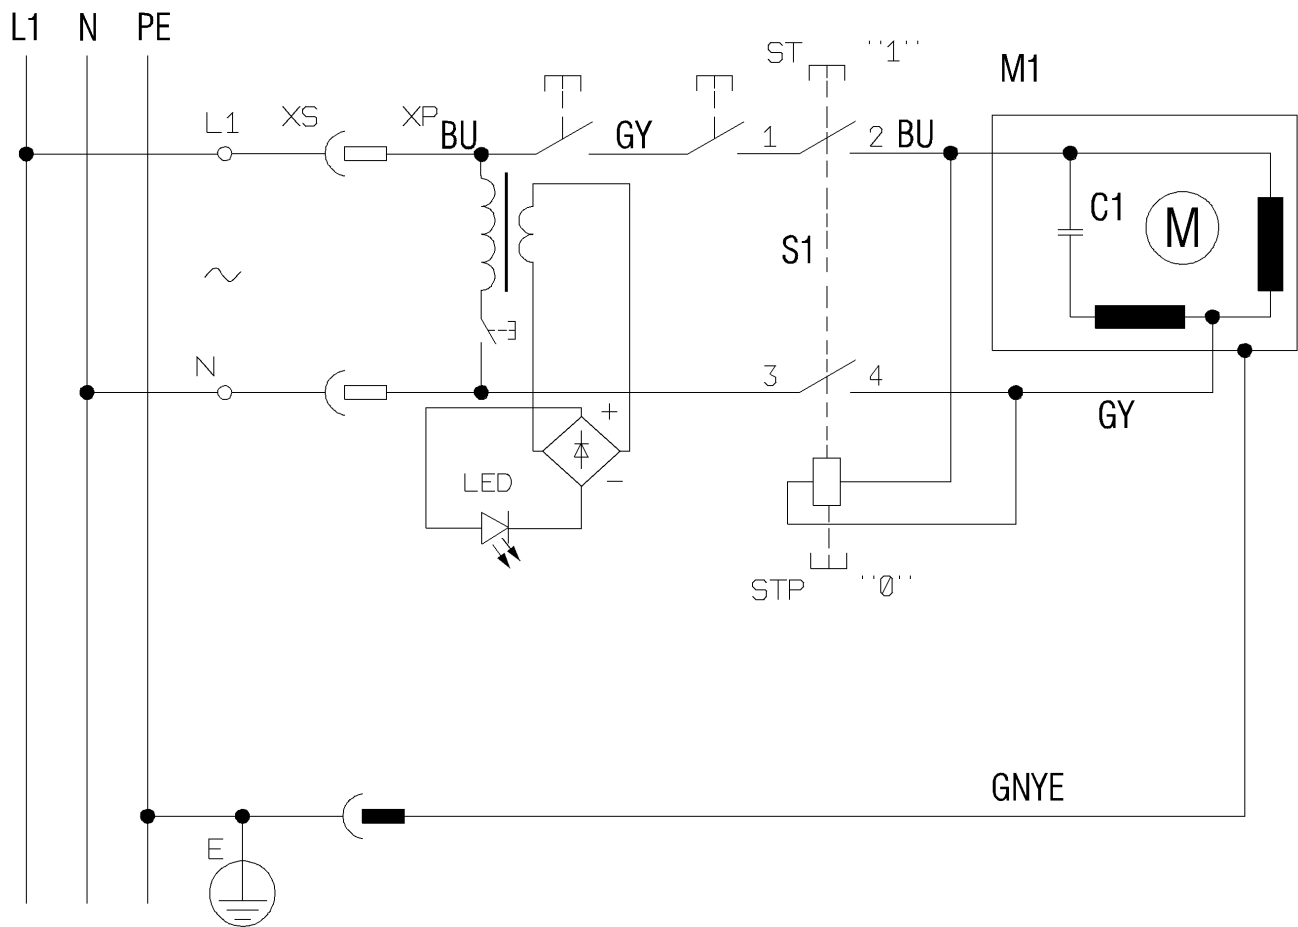 L1 N PE
ST "1"
M1
L1 XS XP BU GY 1 2 BU
C1 M
S1
N 3 4
GY
+
LED −
STP "0"
GNYE
E